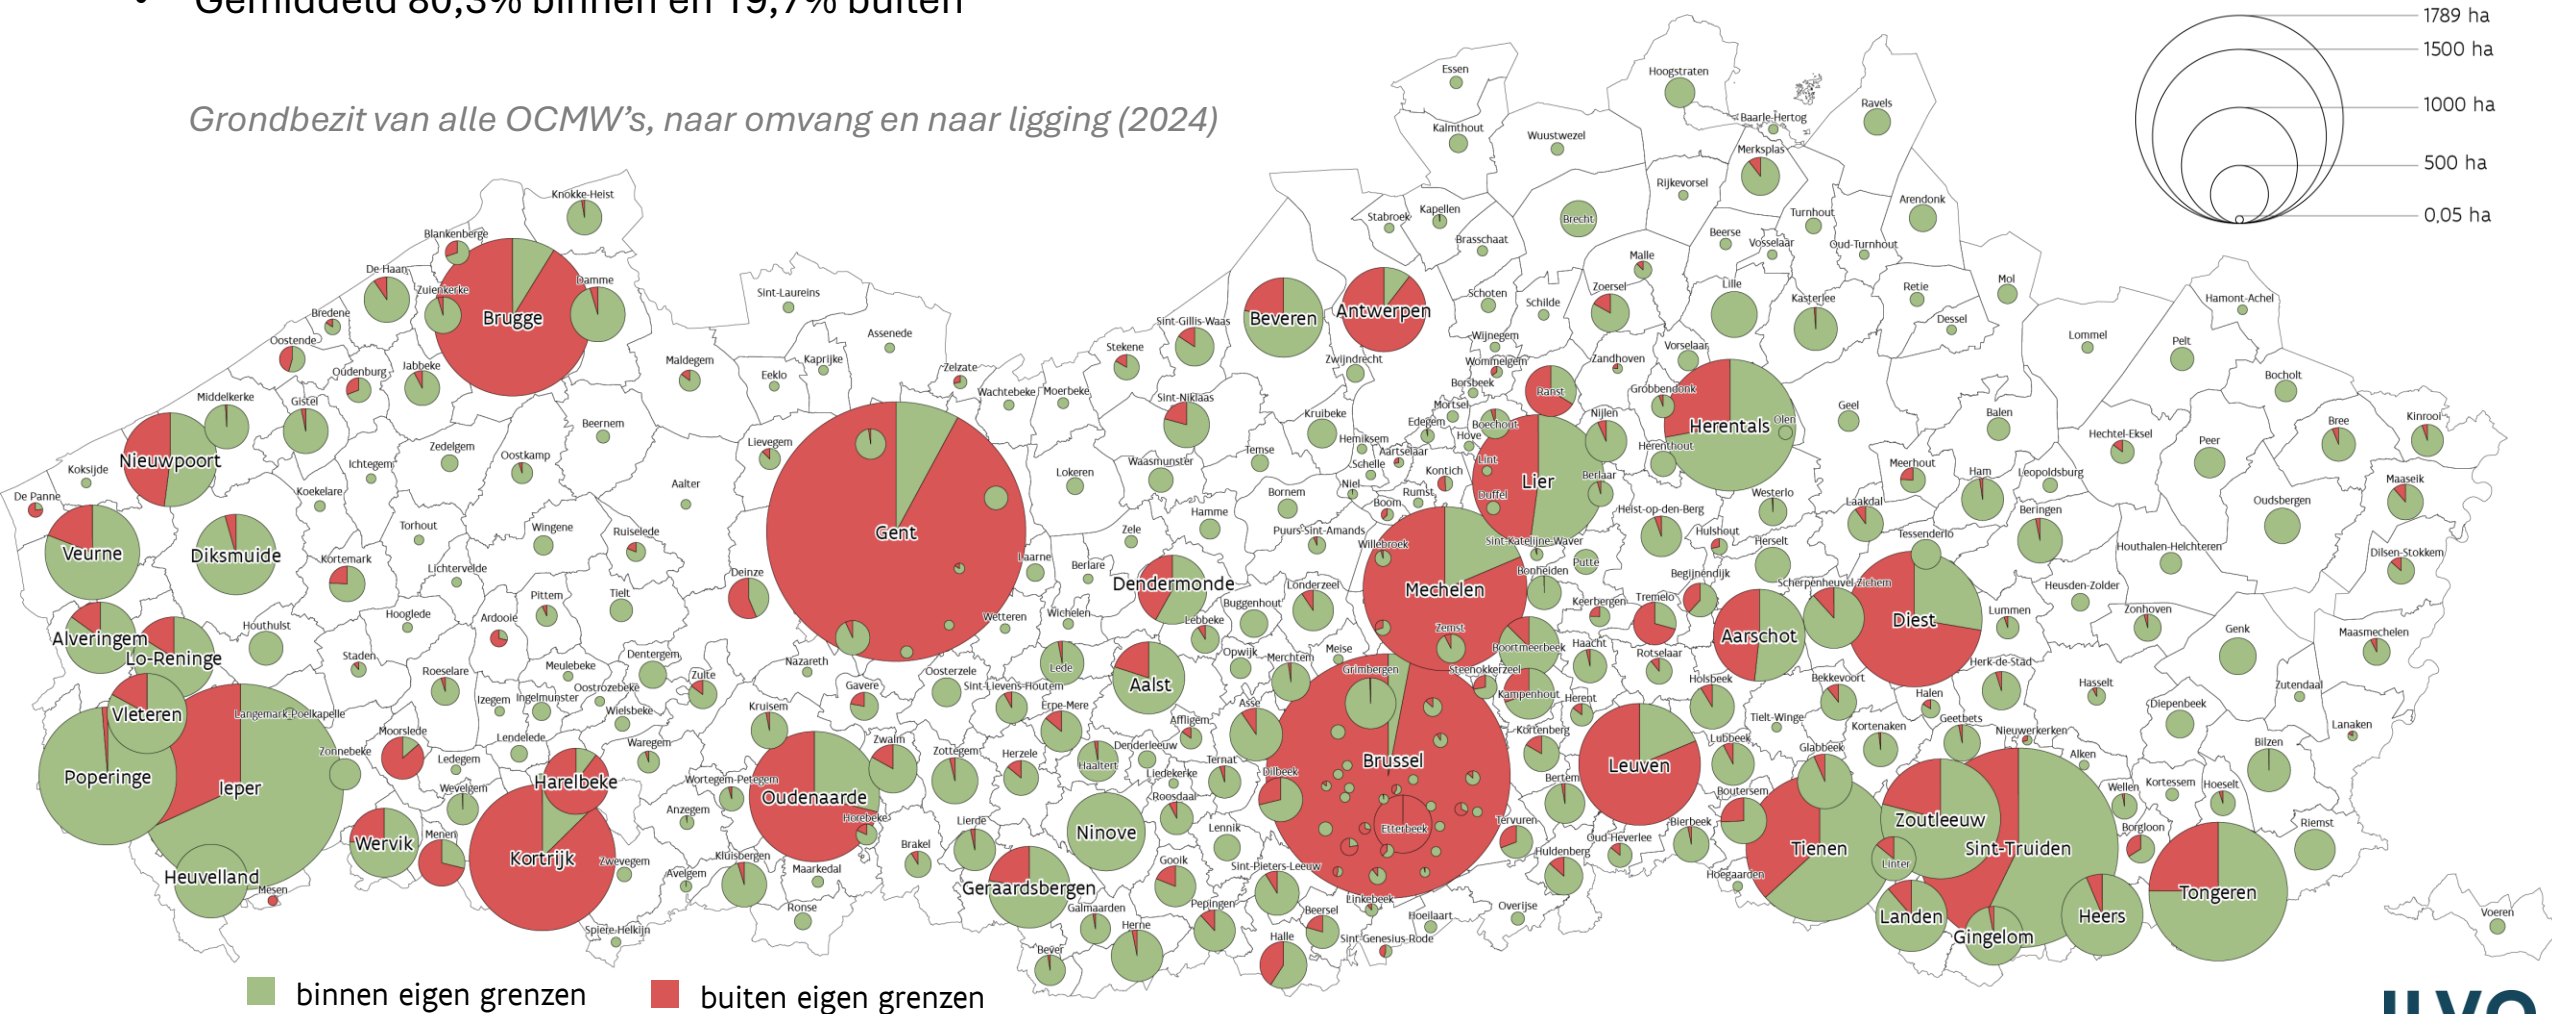 • Gemiddeld 80,3% binnen en 19,7% buiten
Grondbezit van alle OCMW's, naar omvang en naar ligging (2024)
1789 ha
1500 ha
1000 ha
500 ha
0,05 ha
Essen
Hoogstraten
Kalmthout
Wuustwezel
Baarle-Hertog
Ravels
Merksplas
Rijkevorsel
Knokke-Heist
Blankenberge
De Haan
Zuienkerke
Damme
Brugge
Bredene
Oostende
Oudenburg
Jabbeke
Middelkerke
Gistel
Nieuwpoort
Koksijde
De Panne
Veurne
Diksmuide
Zedelgem
Ichtegem
Koekelare
Oostkamp
Beernem
Torhout
Wingene
Ruiselede
Kortemark
Lichtervelde
Alveringem
Lo-Reninge
Houthulst
Hooglede
Ardooie
Pittem
Tielt
Staden
Roeselare
Meulebeke
Dentergem
Izegem
Ingelmunster
Oostrozebeke
Wielsbeke
Vleteren
Langemark-Poelkapelle
Poperinge
Ieper
Zonnebeke
Moorslede
Ledegem
Lendelede
Wevelgem
Harelbeke
Waregem
Wervik
Menen
Kortrijk
Zwevegem
Anzegem
Avelgem
Heuvelland
Mesen
Spiere-Helkijn
Sint-Laureins
Assenede
Maldegem
Eeklo
Kaprijke
Zelzate
Wachtebeke
Moerbeke
Lievegem
Gent
Aalter
Deinze
Lokeren
Laarne
Berlare
Zele
Hamme
Waasmunster
Wetteren
Wichelen
Dendermonde
Lebbeke
Buggenhout
Nazareth
Zulte
Gavere
Oosterzele
Sint-Lievens-Houtem
Lede
Aalst
Kruisem
Zwalm
Zottegem
Herzele
Erpe-Mere
Haaltert
Denderleeuw
Affligem
Liedekerke
Wortegem-Petegem
Oudenaarde
Horebeke
Brakel
Lierde
Ninove
Roosdaal
Kluisbergen
Maarkedal
Ronse
Geraardsbergen
Galmaarden
Herne
Bever
Gooik
Lennik
Pepingen
Stekene
Sint-Gillis-Waas
Sint-Niklaas
Beveren
Kruibeke
Temse
Bornem
Puurs-Sint-Amands
Zwijndrecht
Antwerpen
Stabroek
Kapellen
Brasschaat
Brecht
Schoten
Schilde
Wijnegem
Wommelgem
Borsbeek
Mortsel
Edegem
Hove
Boechout
Ranst
Zandhoven
Zoersel
Malle
Beerse
Vosselaar
Turnhout
Oud-Turnhout
Arendonk
Lille
Kasterlee
Retie
Dessel
Mol
Vorselaar
Grobbendonk
Herentals
Olen
Herenthout
Nijlen
Geel
Balen
Meerhout
Laakdal
Westerlo
Hulshout
Herselt
Heist-op-den-Berg
Berlaar
Lier
Lint
Duffel
Hemiksem
Aartselaar
Schelle
Niel
Kontich
Rumst
Boom
Willebroek
Mechelen
Sint-Katelijne-Waver
Putte
Bonheiden
Londerzeel
Opwijk
Merchtem
Meise
Grimbergen
Zemst
Boortmeerbeek
Steenokkerzeel
Kampenhout
Haacht
Keerbergen
Tremelo
Begijnendijk
Rotselaar
Herent
Holsbeek
Aarschot
Scherpenheuvel-Zichem
Diest
Tessenderlo
Asse
Ternat
Dilbeek
Brussel
Etterbeek
Sint-Pieters-Leeuw
Halle
Beersel
Linkebeek
Sint-Genesius-Rode
Hoeilaart
Overijse
Tervuren
Huldenberg
Bertem
Kortenberg
Leuven
Oud-Heverlee
Bierbeek
Lubbeek
Tielt-Winge
Bekkevoort
Kortenaken
Glabbeek
Boutersem
Tienen
Hoegaarden
Geetbets
Zoutleeuw
Linter
Landen
Lommel
Hamont-Achel
Pelt
Bocholt
Kinrooi
Bree
Hechtel-Eksel
Peer
Maaseik
Oudsbergen
Leopoldsburg
Ham
Beringen
Houthalen-Helchteren
Dilsen-Stokkem
Heusden-Zolder
Zonhoven
Genk
Maasmechelen
Lummen
Herk-de-Stad
Halen
Hasselt
Zutendaal
Lanaken
Diepenbeek
Bilzen
Nieuwerkerken
Alken
Kortessem
Hoeselt
Wellen
Borgloon
Riemst
Sint-Truiden
Gingelom
Heers
Tongeren
Voeren
binnen eigen grenzen
buiten eigen grenzen